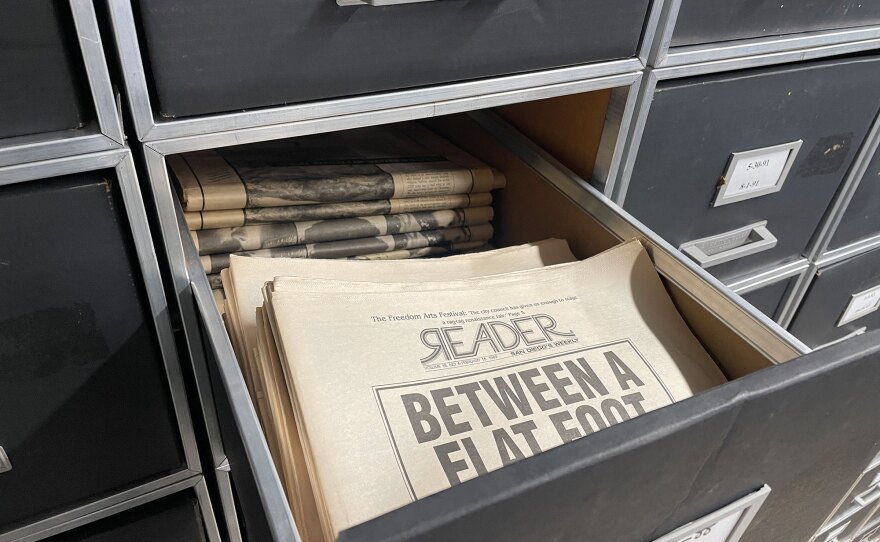 The Freedom Arts Festival: 'The city council has given us enough to stage
a ragtag renaissance fair.' Page 5.
READER
SAN DIEGO'S WEEKLY
BETWEEN A
FLAT FOOT
5-30-91
8-1-91